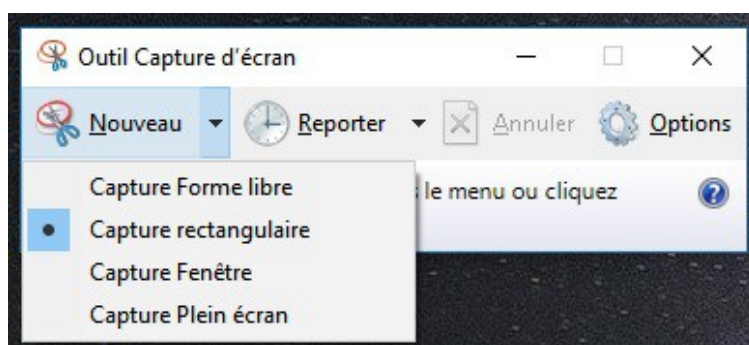 Outil Capture d'écran
Nouveau Reporter Annuler Options
Capture Forme libre
Capture rectangulaire
Capture Fenêtre
Capture Plein écran
le menu ou cliquez